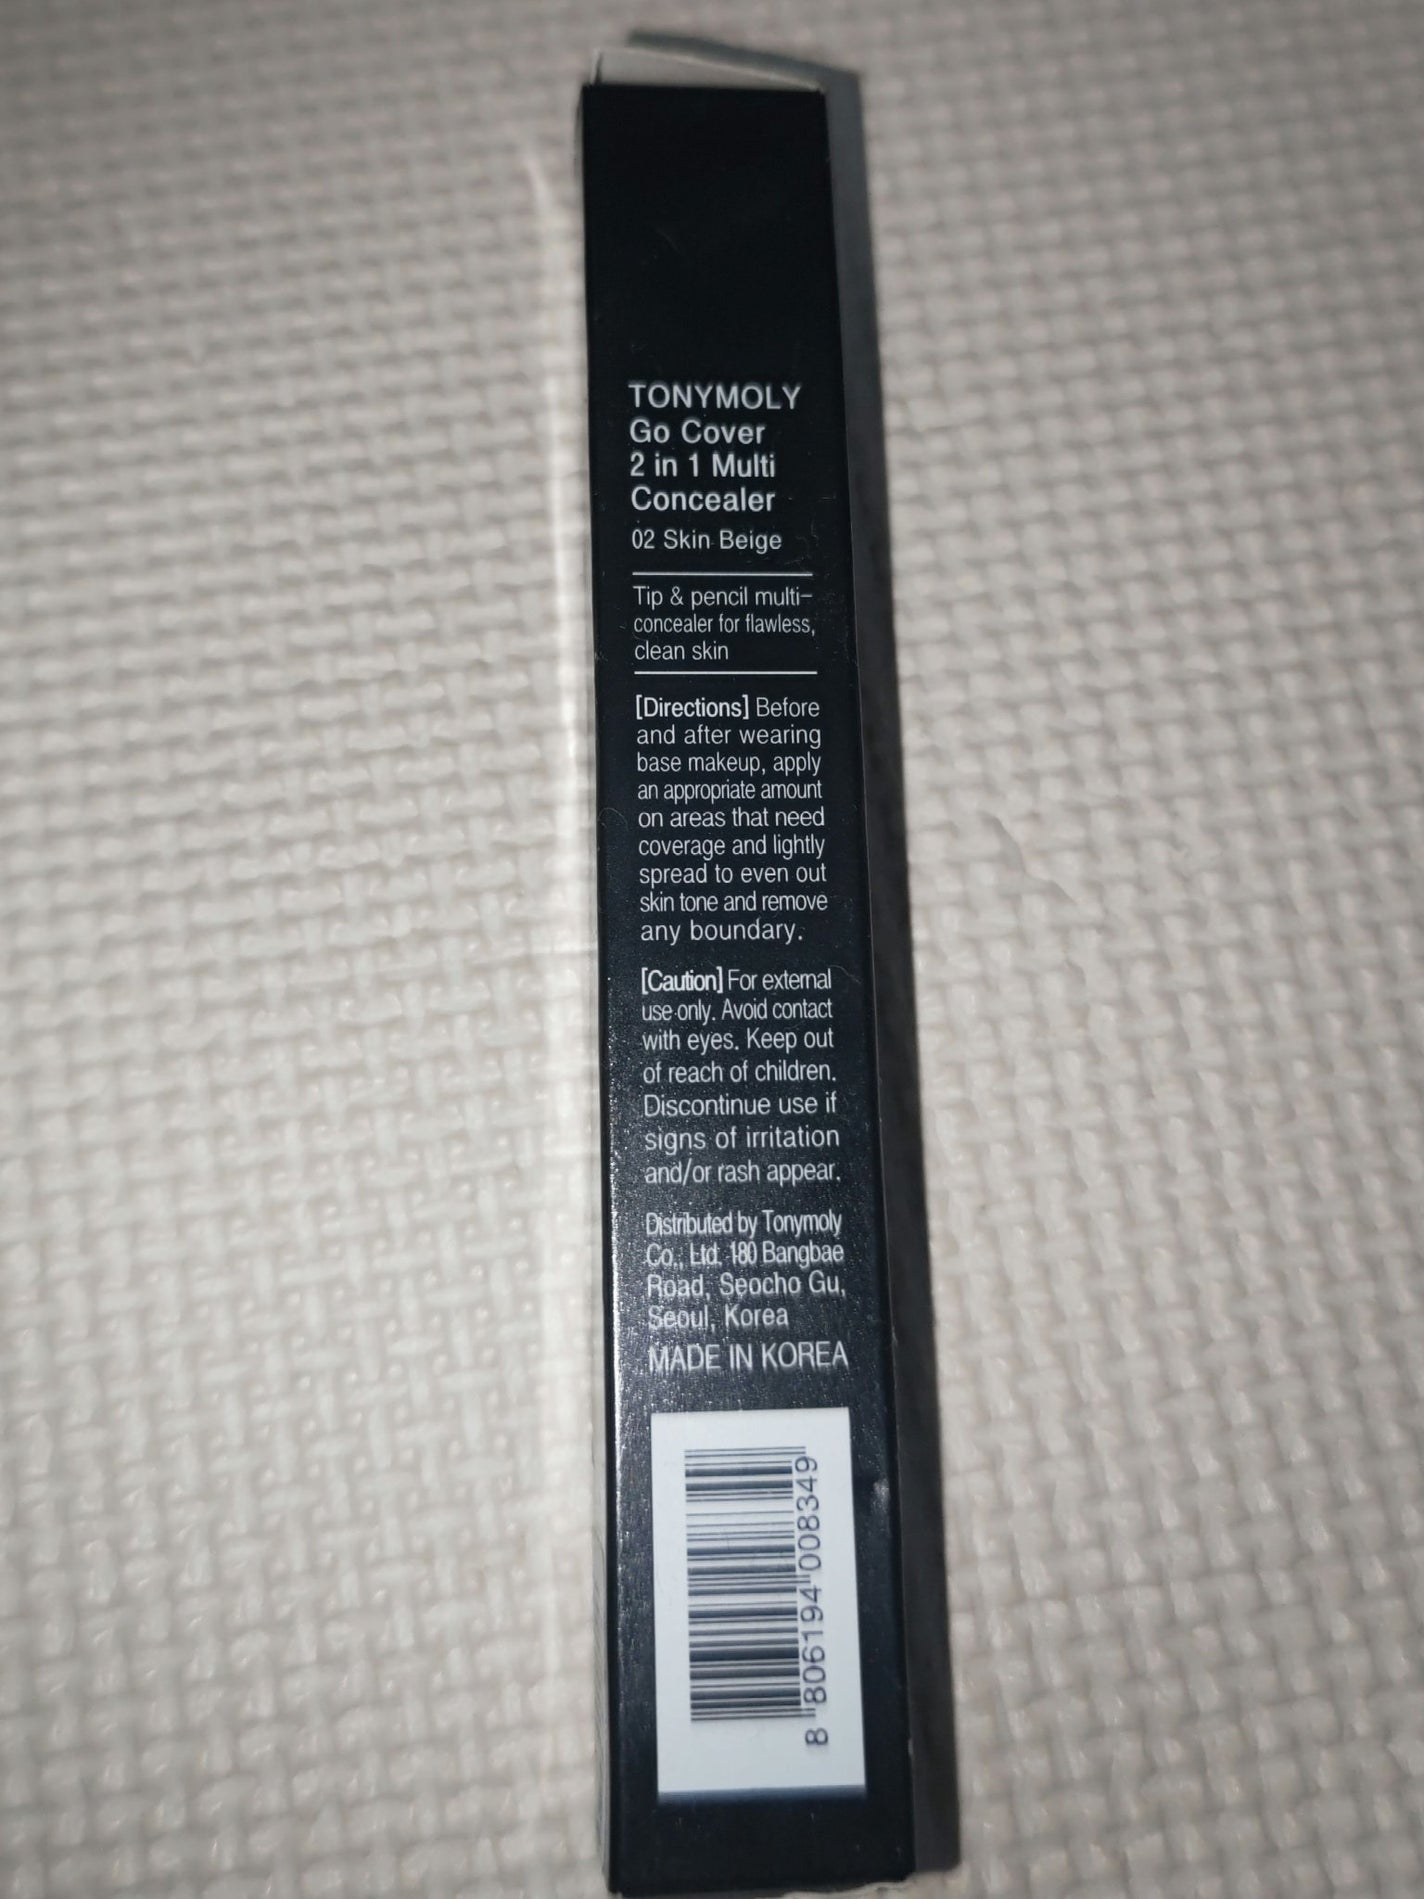 TONYMOLY
Go Cover
2 in 1 Multi
Concealer
02 Skin Beige
Tip & pencil multi-
concealer for flawless,
clean skin
[Directions] Before
and after wearing
base makeup, apply
an appropriate amount
on areas that need
coverage and lightly
spread to even out
skin tone and remove
any boundary.
[Caution] For external
use only. Avoid contact
with eyes. Keep out
of reach of children.
Discontinue use if
signs of irritation
and/or rash appear.
Distributed by Tonymoly
Co., Ltd. 180 Bangbae
Road, Seocho Gu,
Seoul, Korea
MADE IN KOREA
8 806194 008349